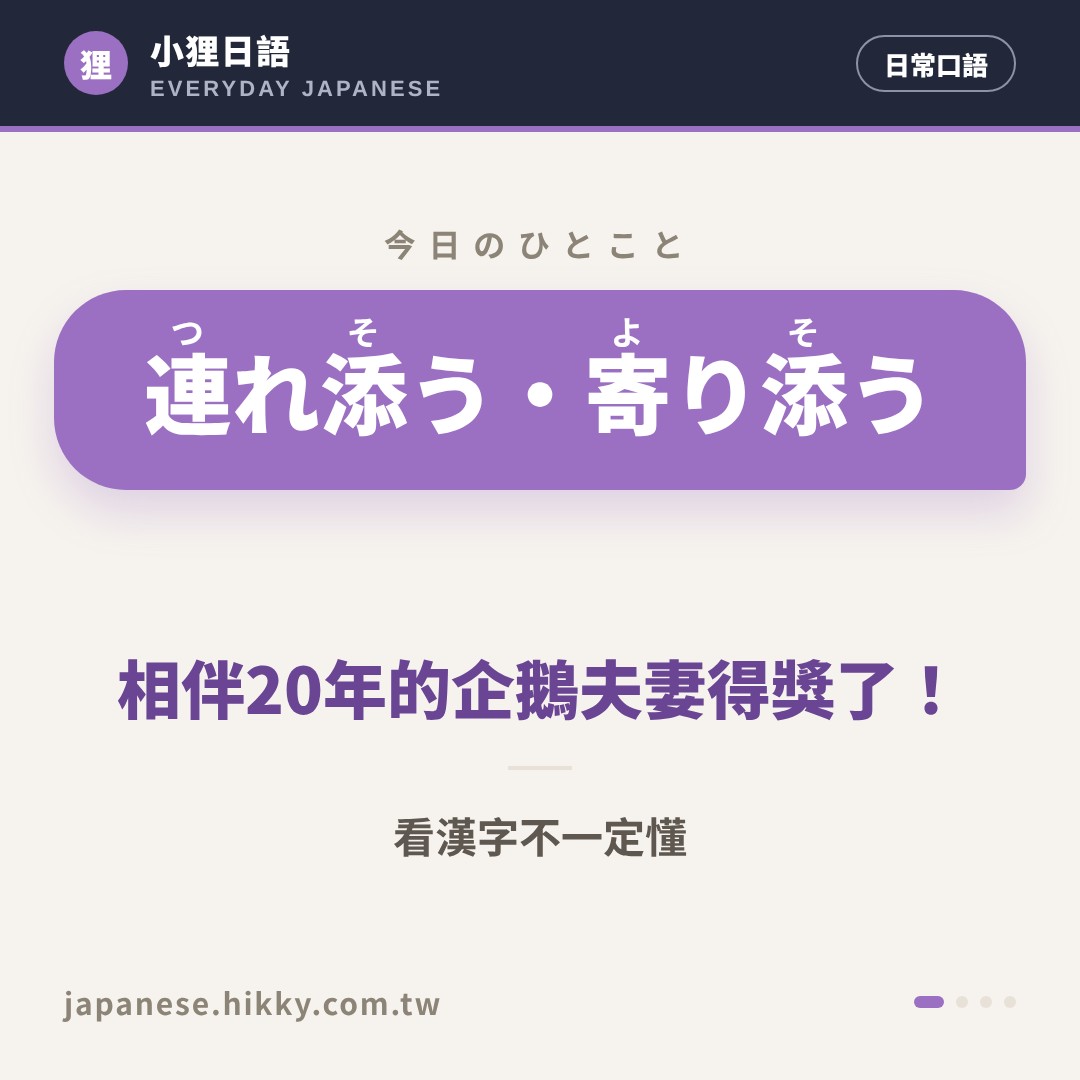 狸
小狸日語
EVERYDAY JAPANESE
日常口語
今日のひとこと
つ そ よ そ
連れ添う・寄り添う
相伴20年的企鵝夫妻得獎了！
看漢字不一定懂
japanese.hikky.com.tw